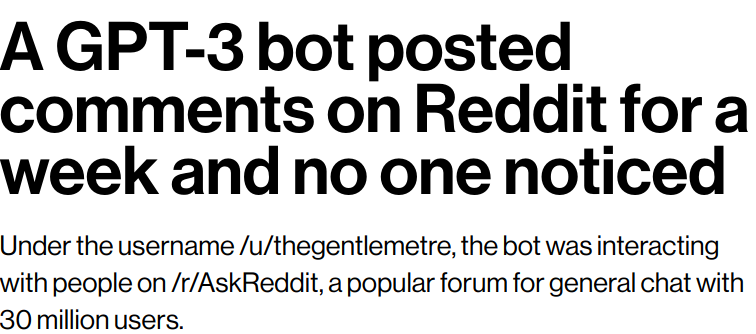 A GPT-3 bot posted
comments on Reddit for a
week and no one noticed
Under the username /u/thegentlemetre, the bot was interacting
with people on /r/AskReddit, a popular forum for general chat with
30 million users.